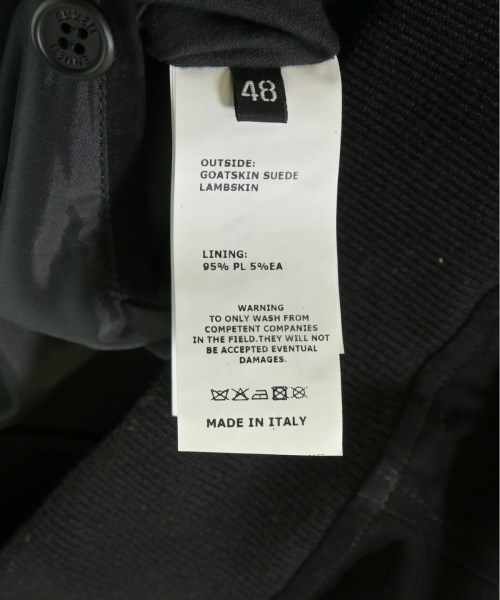 48
OUTSIDE:
GOATSKIN SUEDE
LAMBSKIN
LINING:
95% PL 5%EA
WARNING
TO ONLY WASH FROM
COMPETENT COMPANIES
IN THE FIELD.THEY WILL NOT
BE ACCEPTED EVENTUAL
DAMAGES.
MADE IN ITALY